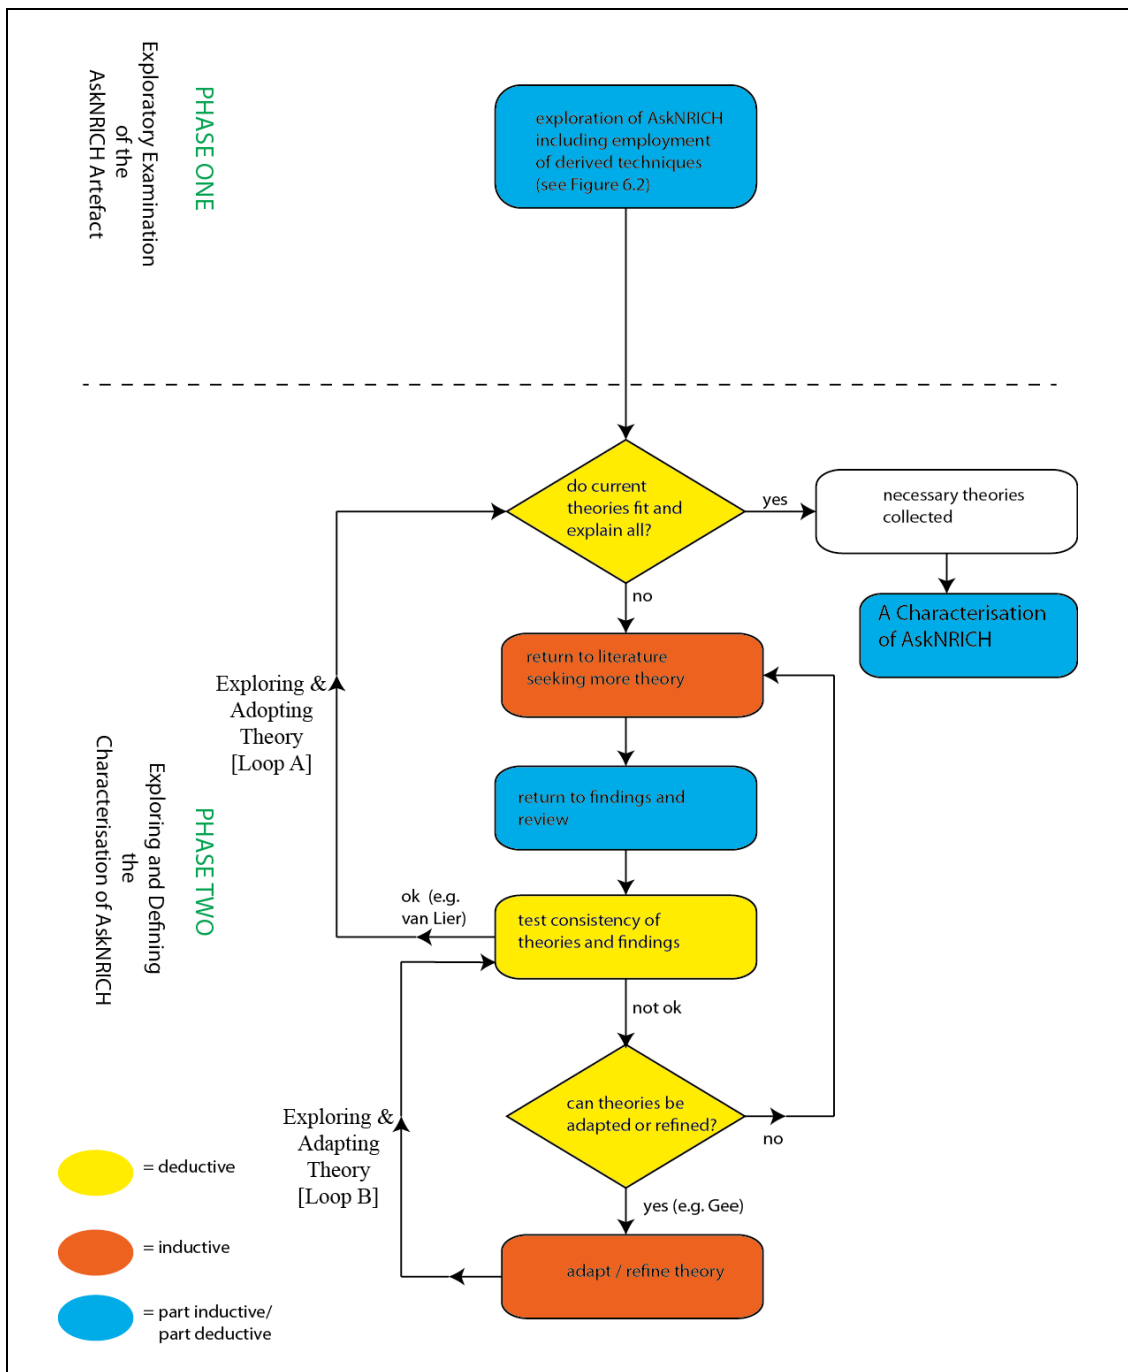 PHASE ONE
Exploratory Examination
of the
AskNRICH Artefact
exploration of AskNRICH
including employment
of derived techniques
(see Figure 6.2)
do current
theories fit and
explain all?
yes
necessary theories
collected
no
A Characterisation
of AskNRICH
return to literature
seeking more theory
Exploring &
Adopting
Theory
[Loop A]
PHASE TWO
Exploring and Defining
the
Characterisation of AskNRICH
return to findings and
review
ok (e.g.
van Lier)
test consistency of
theories and findings
not ok
can theories be
adapted or refined?
no
Exploring &
Adapting
Theory
[Loop B]
yes (e.g. Gee)
adapt / refine theory
= deductive
= inductive
= part inductive/
part deductive